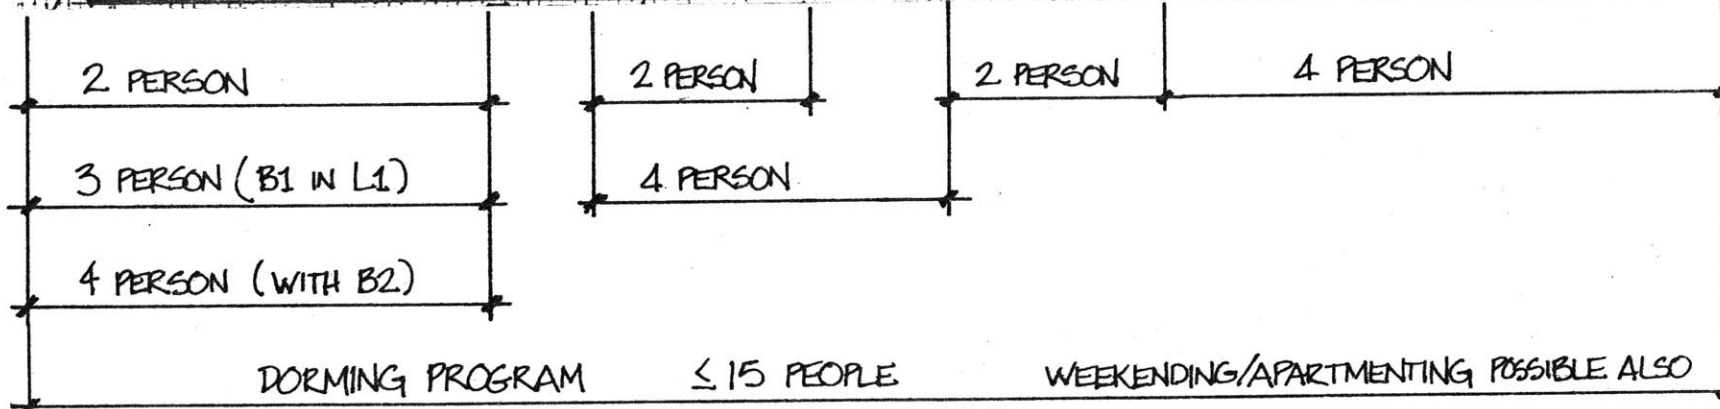 2 PERSON 2 PERSON 2 PERSON 4 PERSON
3 PERSON (B1 IN L1) 4 PERSON
4 PERSON (WITH B2)
DORMING PROGRAM ≤ 15 PEOPLE WEEKENDING/APARTMENTING POSSIBLE ALSO